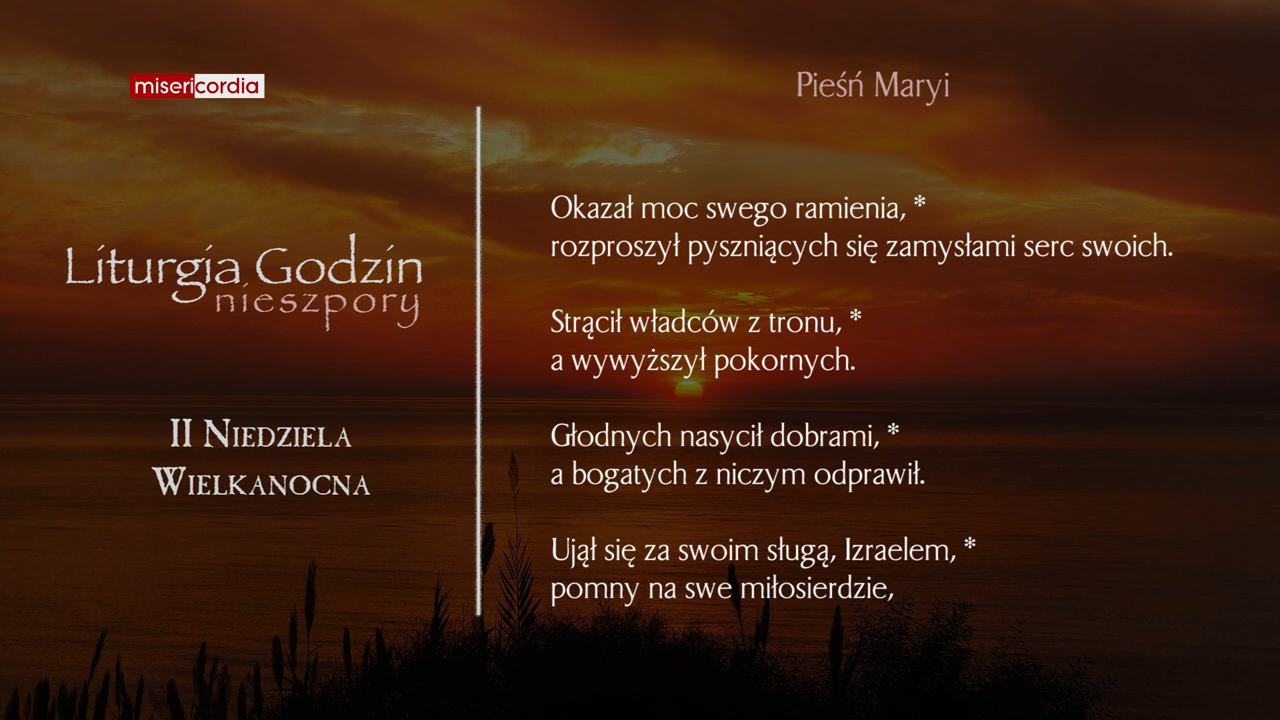 misericordia
Liturgia Godzin
nieszpory
II Niedziela
Wielkanocna
Pieśń Maryi
Okazał moc swego ramienia, *
rozproszył pyszniących się zamysłami serc swoich.
Strącił władców z tronu, *
a wywyższył pokornych.
Głodnych nasycił dobrami, *
a bogatych z niczym odprawił.
Ujął się za swoim sługą, Izraelem, *
pomny na swe miłosierdzie,